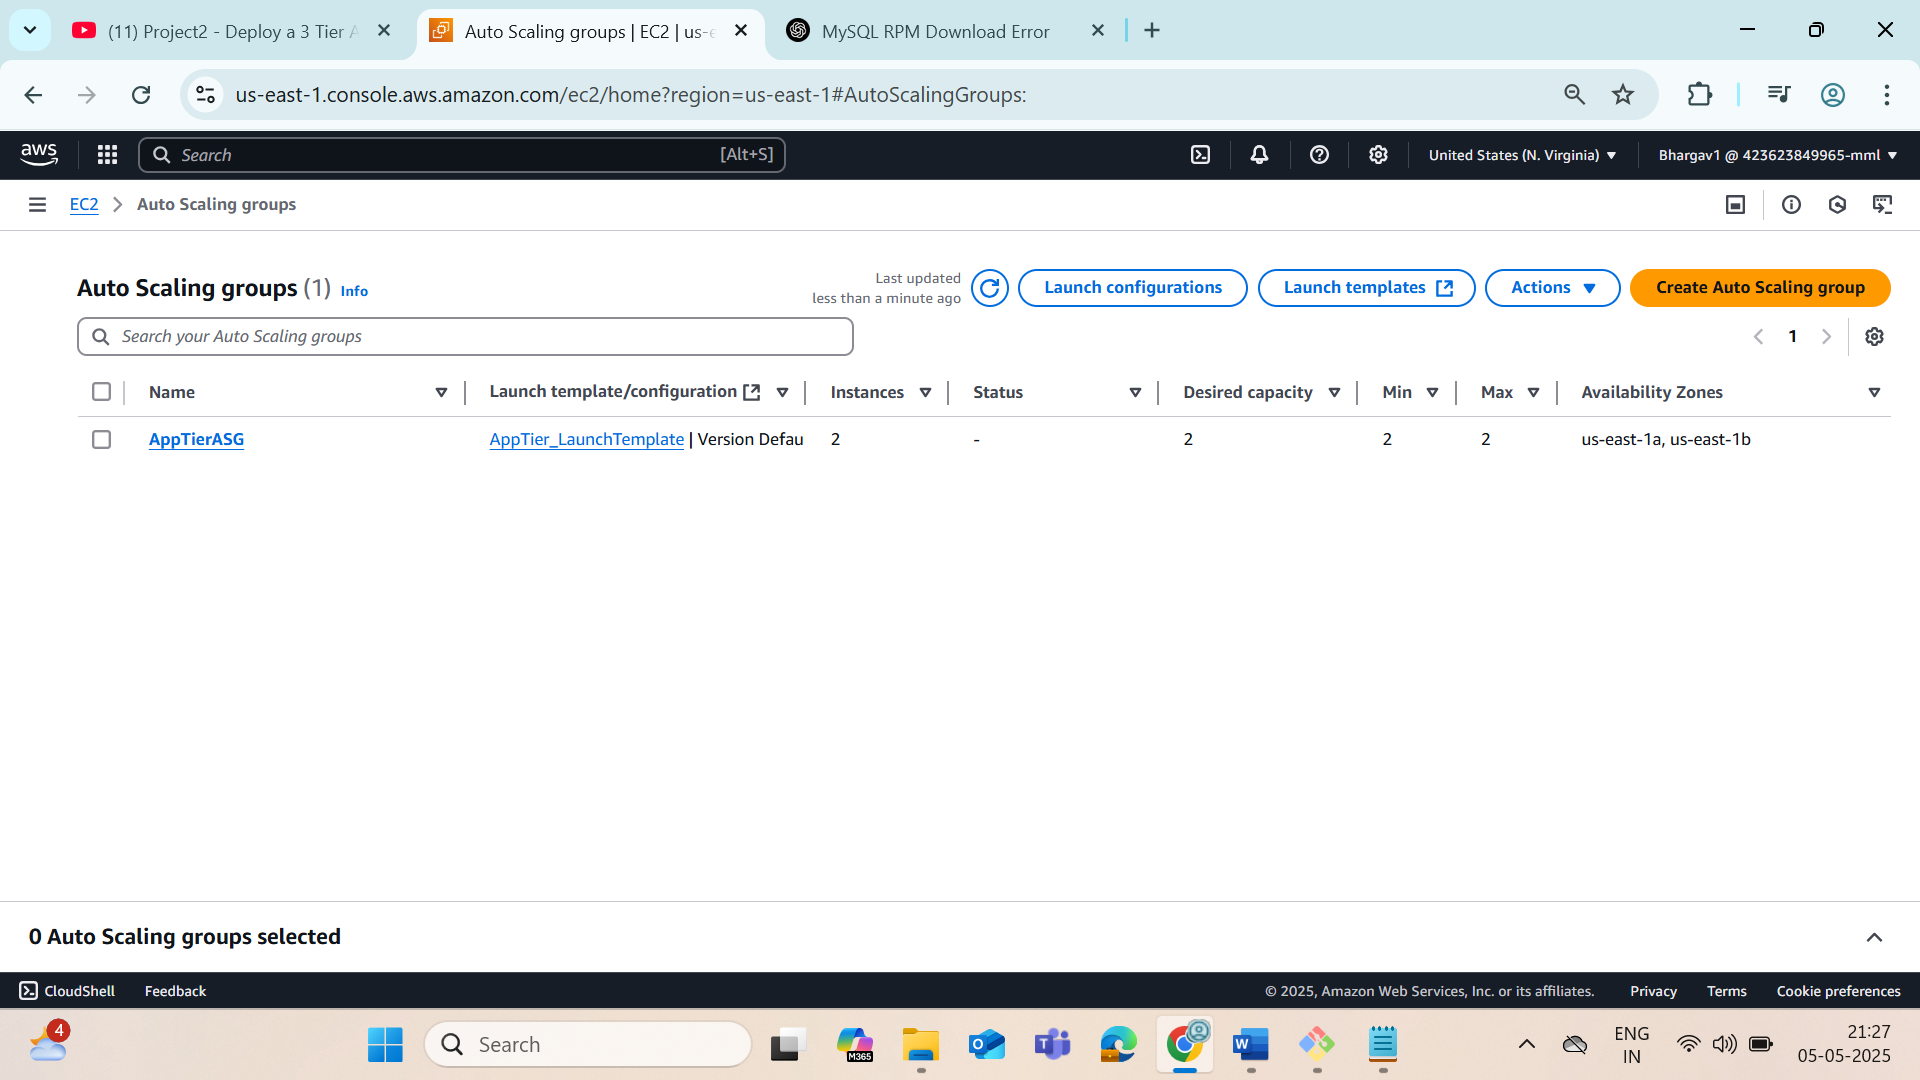 (11) Project2 - Deploy a 3 Tier A
Auto Scaling groups | EC2 | us-e
MySQL RPM Download Error
us-east-1.console.aws.amazon.com/ec2/home?region=us-east-1#AutoScalingGroups:
aws
Search
[Alt+S]
United States (N. Virginia)
Bhargav1 @ 423623849965-mml
EC2
Auto Scaling groups
Auto Scaling groups (1) Info
Last updated
less than a minute ago
Launch configurations
Launch templates
Actions
Create Auto Scaling group
Search your Auto Scaling groups
1
Name
Launch template/configuration
Instances
Status
Desired capacity
Min
Max
Availability Zones
AppTierASG
AppTier_LaunchTemplate | Version Defau
2
-
2
2
2
us-east-1a, us-east-1b
0 Auto Scaling groups selected
CloudShell
Feedback
© 2025, Amazon Web Services, Inc. or its affiliates.
Privacy
Terms
Cookie preferences
4
Search
M365
ENG
IN
21:27
05-05-2025